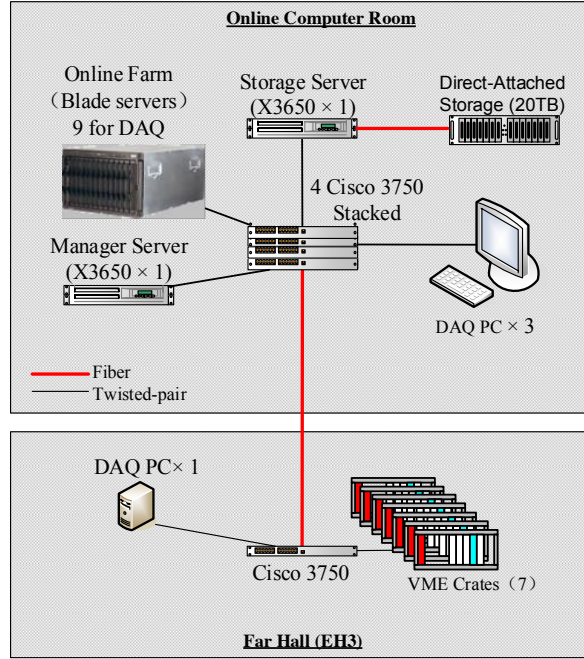 Online Computer Room
Online Farm
（Blade servers）
9 for DAQ
Storage Server
(X3650 × 1)
Direct-Attached
Storage (20TB)
4 Cisco 3750
Stacked
Manager Server
(X3650 × 1)
DAQ PC × 3
Fiber
Twisted-pair
DAQ PC× 1
Cisco 3750
VME Crates（7）
Far Hall (EH3)